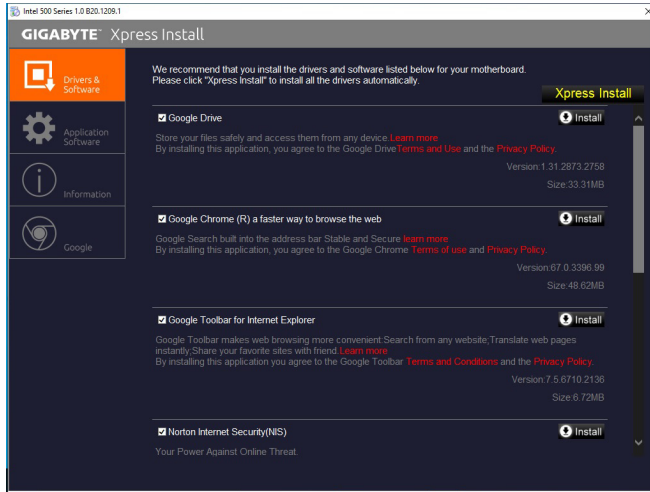 Intel 500 Series 1.0 B20.1209.1
GIGABYTE™ Xpress Install
Drivers &
Software
Application
Software
Information
Google
We recommend that you install the drivers and software listed below for your motherboard.
Please click "Xpress Install" to install all the drivers automatically.
Xpress Install
Google Drive
Install
Store your files safely and access them from any device.Learn more
By installing this application, you agree to the Google DriveTerms and Use and the Privacy Policy.
Version:1.31.2873.2758
Size:33.31MB
Google Chrome (R) a faster way to browse the web
Install
Google Search built into the address bar Stable and Secure learn more
By installing this application, you agree to the Google Chrome Terms of use and Privacy Policy.
Version:67.0.3396.99
Size:48.62MB
Google Toolbar for Internet Explorer
Install
Google Toolbar makes web browsing more convenient.Search from any website;Translate web pages
instantly;Share your favorite sites with friend.Learn more
By installing this application you agree to the Google Toolbar Terms and Conditions and the Privacy Policy.
Version:7.5.6710.2136
Size:6.72MB
Norton Internet Security(NIS)
Install
Your Power Against Online Threat.